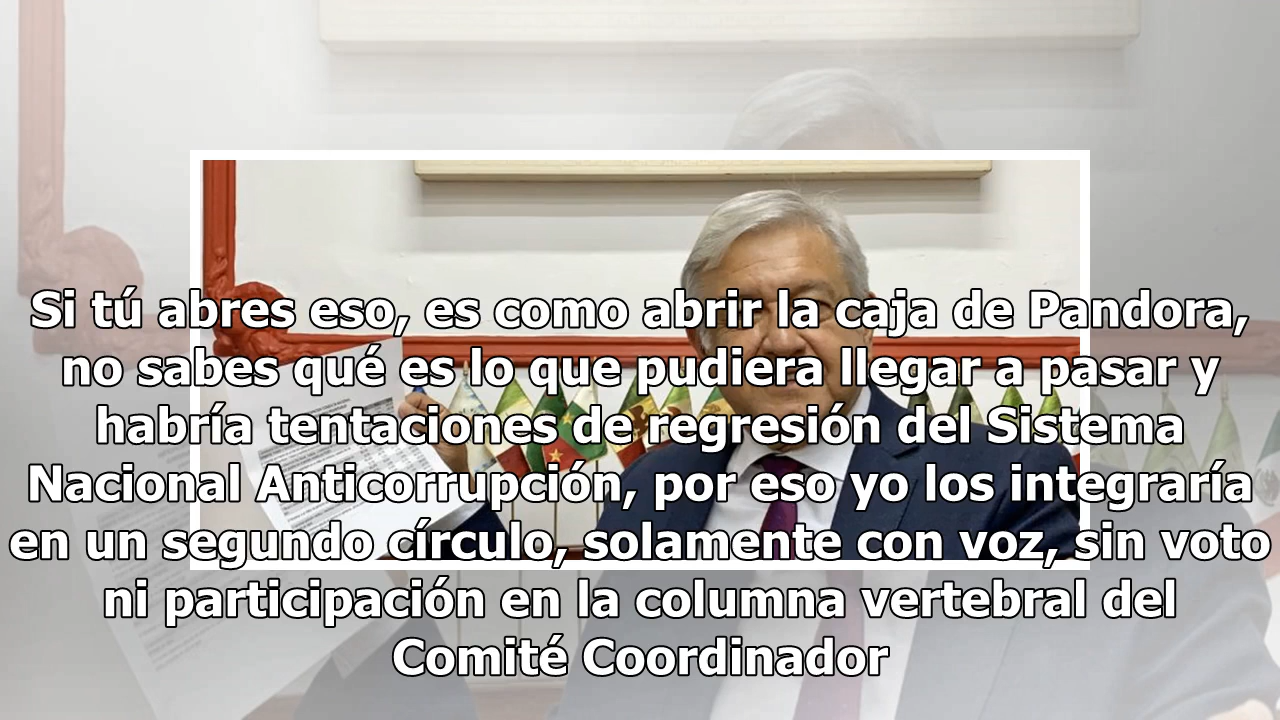 Si tú abres eso, es como abrir la caja de Pandora,
no sabes qué es lo que pudiera llegar a pasar y
habría tentaciones de regresión del Sistema
Nacional Anticorrupción, por eso yo los integraría
en un segundo círculo, solamente con voz, sin voto
ni participación en la columna vertebral del
Comité Coordinador